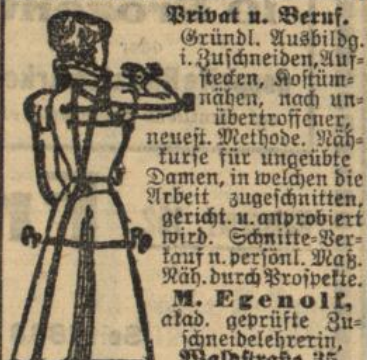 Privat u. Beruf.
Gründl. Ausbildg.
i. Zuschneiden, Auf-
stecken, Kostüm-
nähen, nach un-
übertroffener,
neuest. Methode. Näh-
kurse für ungeübte
Damen, in welchen die
Arbeit zugeschnitten,
gericht. u. anprobiert
wird. Schnitte-Ver-
kauf n. persönl. Maß.
Näh. durch Prospekte.
M. Egenolf,
akad. geprüfte Zu-
schneidelehrerin,
Waldstraße 35